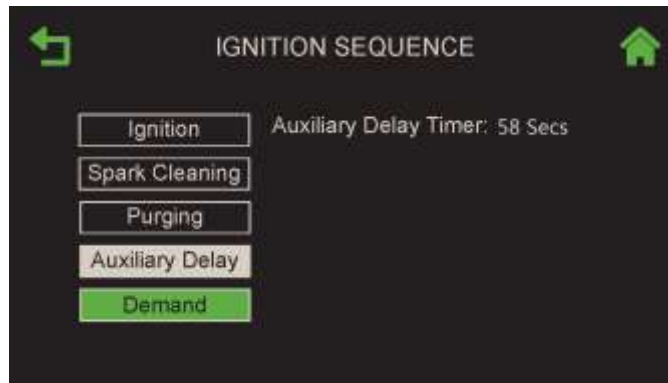 IGNITION SEQUENCE
Ignition
Auxiliary Delay Timer: 58 Secs
Spark Cleaning
Purging
Auxiliary Delay
Demand